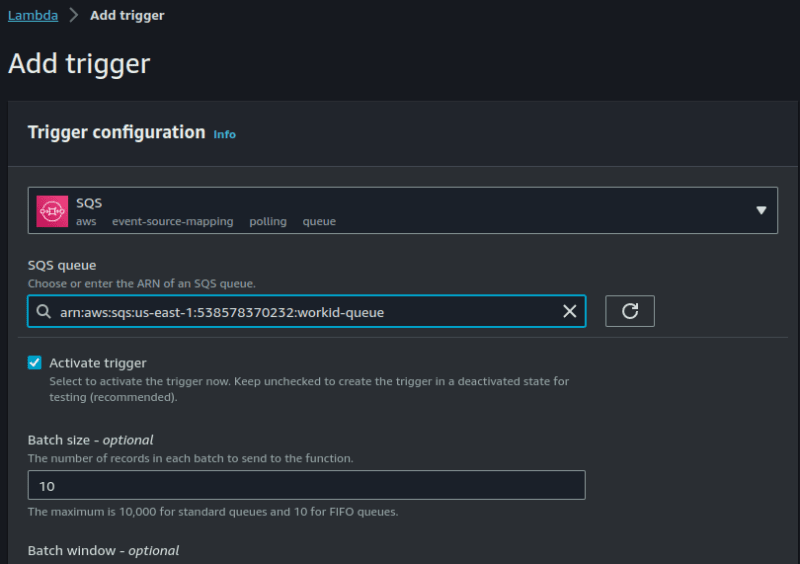 Lambda > Add trigger
Add trigger
Trigger configuration Info
SQS
aws event-source-mapping polling queue
SQS queue
Choose or enter the ARN of an SQS queue.
arn:aws:sqs:us-east-1:538578370232:workid-queue
Activate trigger
Select to activate the trigger now. Keep unchecked to create the trigger in a deactivated state for
testing (recommended).
Batch size - optional
The number of records in each batch to send to the function.
10
The maximum is 10,000 for standard queues and 10 for FIFO queues.
Batch window - optional